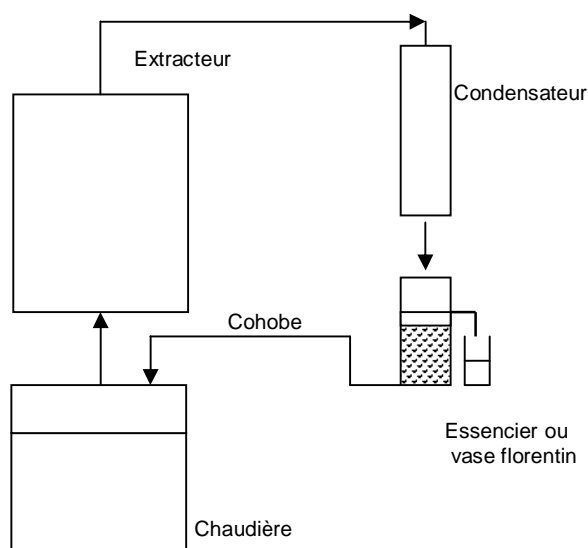 Extracteur
Condensateur
Cohobe
Essencier ou
vase florentin
Chaudière